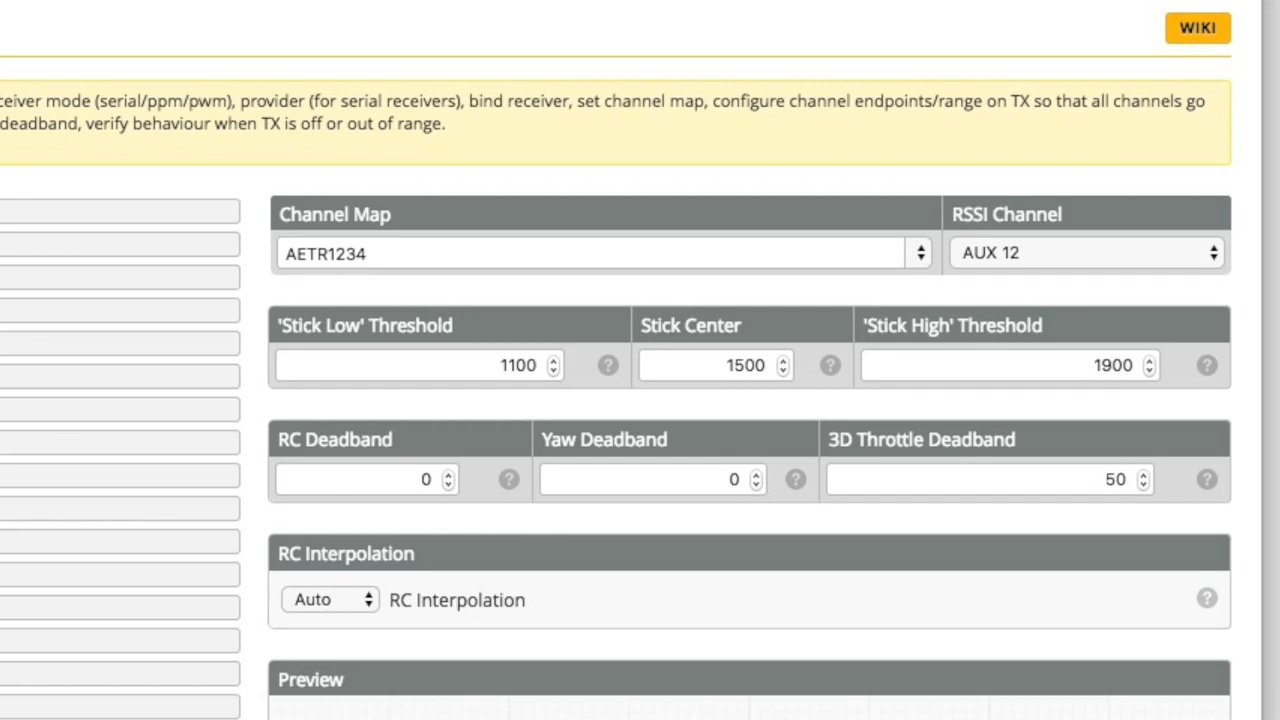 WIKI
ceiver mode (serial/ppm/pwm), provider (for serial receivers), bind receiver, set channel map, configure channel endpoints/range on TX so that all channels go
deadband, verify behaviour when TX is off or out of range.
Channel Map RSSI Channel
AETR1234 AUX 12
'Stick Low' Threshold Stick Center 'Stick High' Threshold
1100 ? 1500 ? 1900 ?
RC Deadband Yaw Deadband 3D Throttle Deadband
0 ? 0 ? 50 ?
RC Interpolation
Auto RC Interpolation ?
Preview